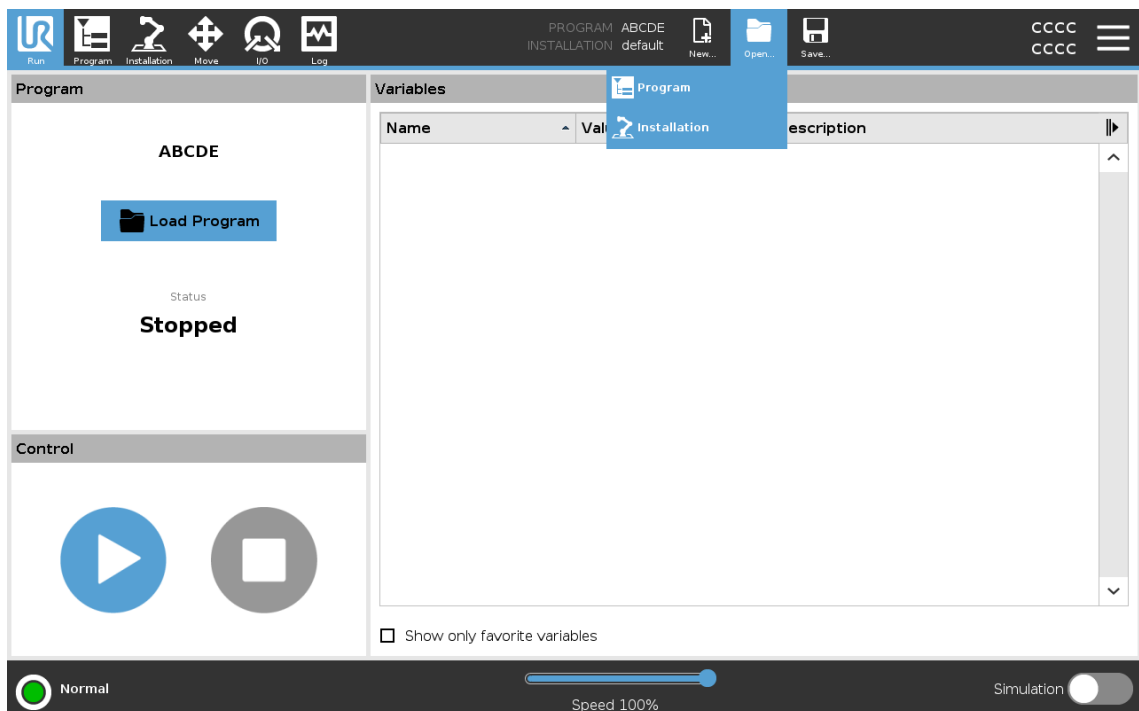 PROGRAM ABCDE
INSTALLATION default
CCCC
CCCC
Run
Program
Installation
Move
I/O
Log
New...
Open...
Save...
Program
Installation
Program
ABCDE
Load Program
Status
Stopped
Control
Variables
Name
Val
escription
Show only favorite variables
Normal
Speed 100%
Simulation